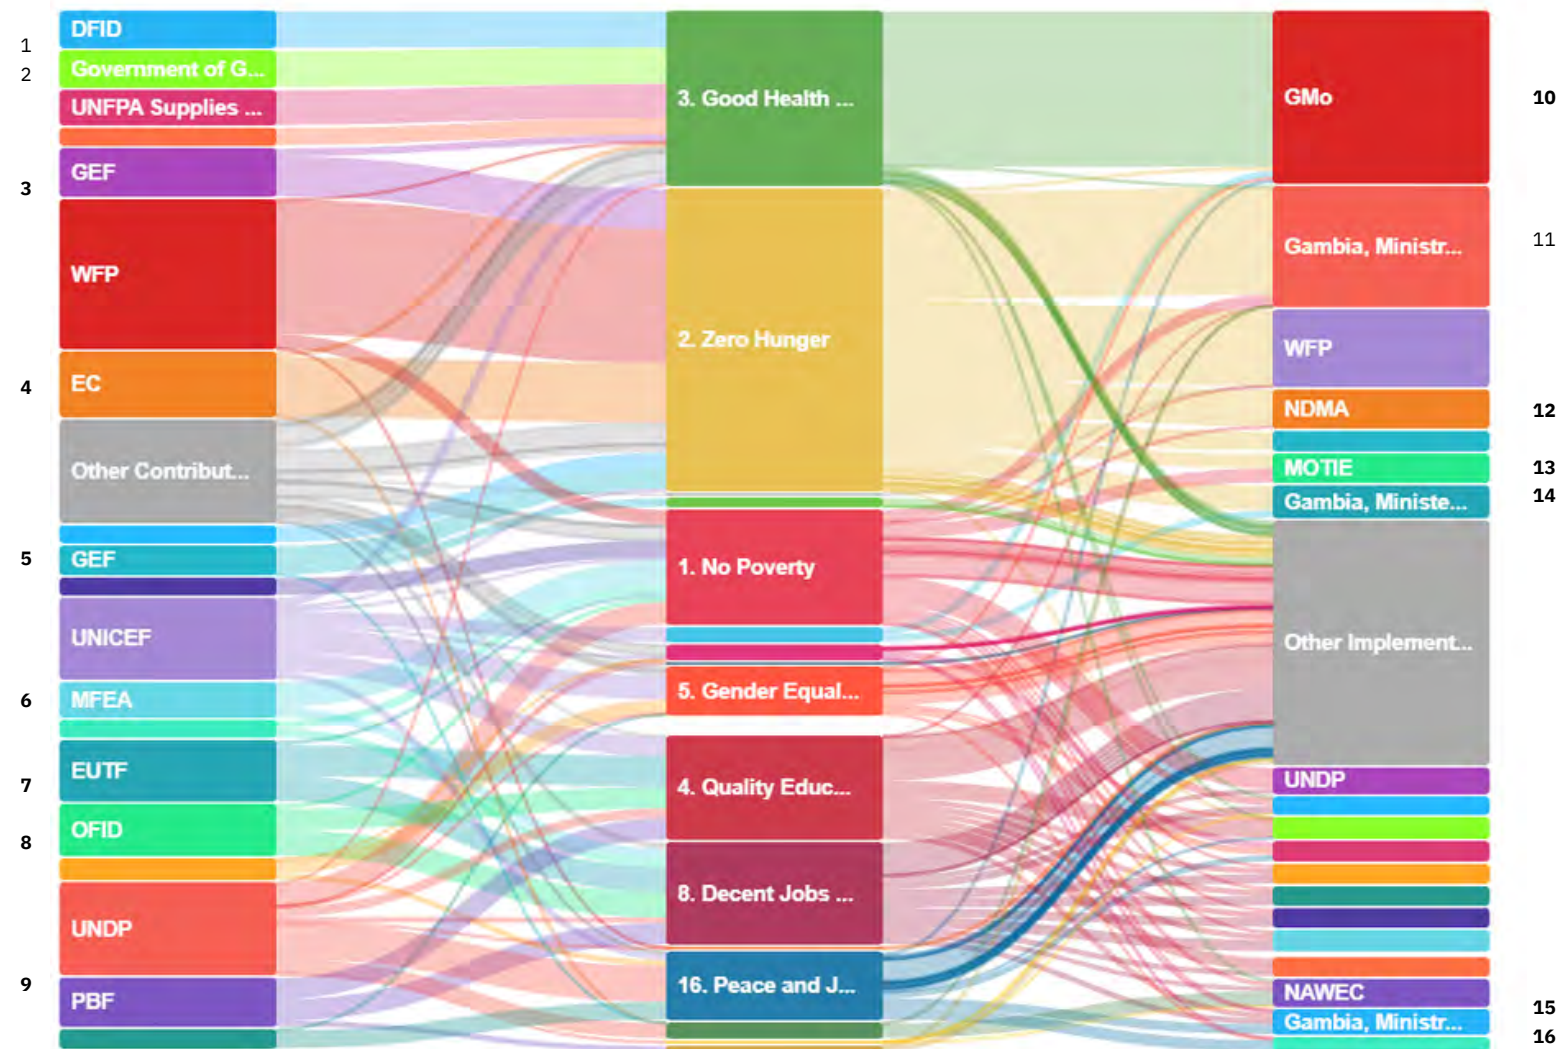 1
2
3
4
5
6
7
8
9
DFID
Government of G...
UNFPA Supplies ...
GEF
WFP
EC
Other Contribut...
GEF
UNICEF
MFEA
EUTF
OFID
UNDP
PBF
3. Good Health ...
2. Zero Hunger
1. No Poverty
5. Gender Equal...
4. Quality Educ...
8. Decent Jobs ...
16. Peace and J...
GMo
Gambia, Ministr...
WFP
NDMA
MOTIE
Gambia, Ministe...
Other Implement...
UNDP
NAWEC
Gambia, Ministr...
10
11
12
13
14
15
16